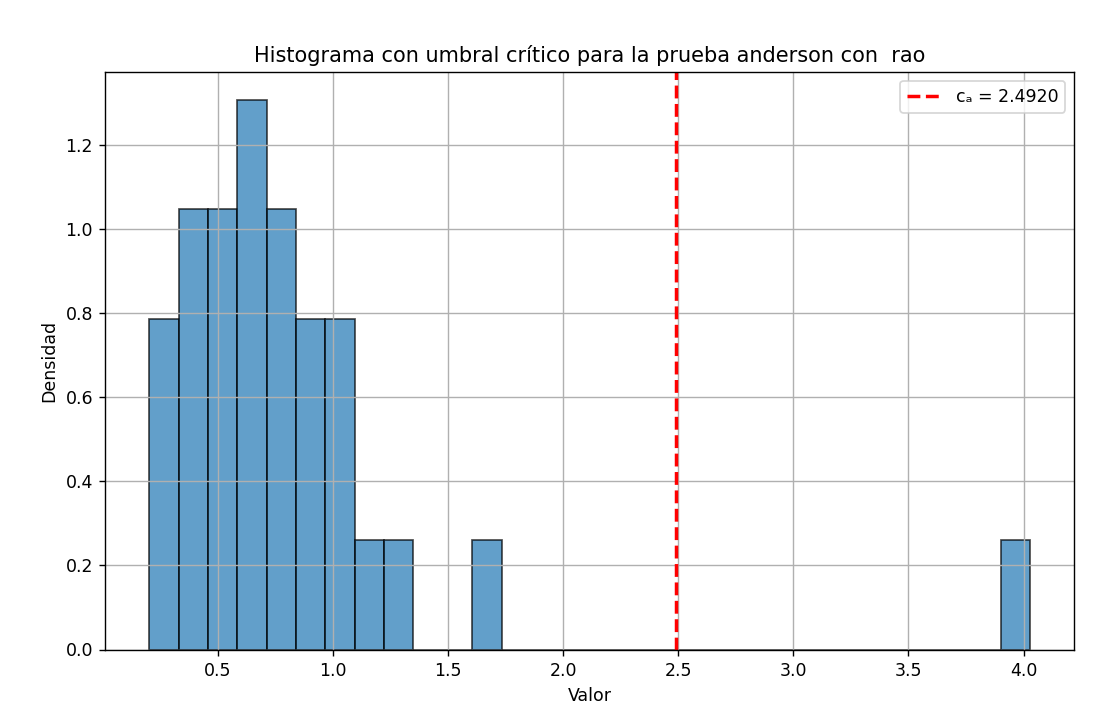 Histograma con umbral crítico para la prueba anderson con  rao
cₐ = 2.4920
Densidad
1.2
1.0
0.8
0.6
0.4
0.2
0.0
0.5 1.0 1.5 2.0 2.5 3.0 3.5 4.0
Valor